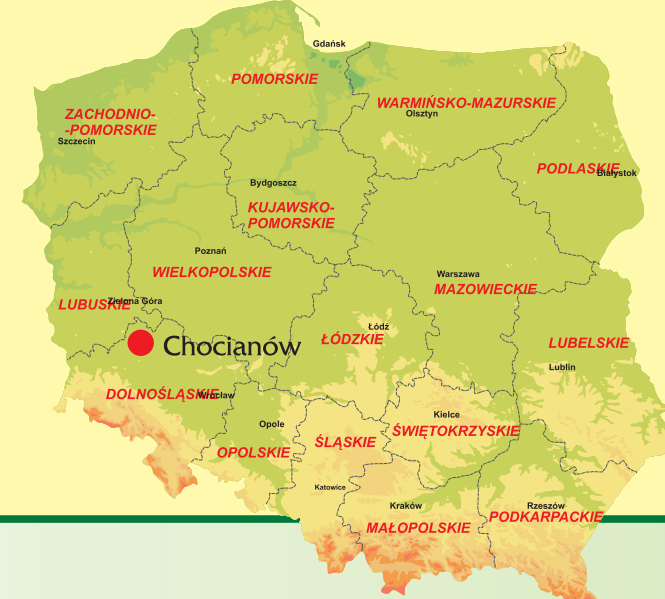 Gdańsk
POMORSKIE
WARMIŃSKO-MAZURSKIE
Olsztyn
ZACHODNIO-
-POMORSKIE
Szczecin
PODLASKIE
Białystok
Bydgoszcz
KUJAWSKO-
POMORSKIE
Poznań
WIELKOPOLSKIE
Warszawa
MAZOWIECKIE
LUBUSKIE
Zielona Góra
Łódź
ŁÓDZKIE
Chocianów
LUBELSKIE
Lublin
DOLNOŚLĄSKIE
Wrocław
Opole
OPOLSKIE
ŚLĄSKIE
Kielce
ŚWIĘTOKRZYSKIE
Katowice
Kraków
MAŁOPOLSKIE
Rzeszów
PODKARPACKIE